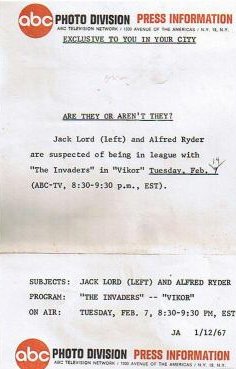 abc PHOTO DIVISION PRESS INFORMATION
ABC TELEVISION NETWORK / 1330 AVENUE OF THE AMERICAS / N.Y. 19, N.Y.
EXCLUSIVE TO YOU IN YOUR CITY
ARE THEY OR AREN'T THEY?
Jack Lord (left) and Alfred Ryder
are suspected of being in league with
14
"The Invaders" in "Vikor" Tuesday, Feb. 7
(ABC-TV, 8:30-9:30 p.m., EST).
SUBJECTS: JACK LORD (LEFT) AND ALFRED RYDER
PROGRAM: "THE INVADERS" -- "VIKOR"
ON AIR: TUESDAY, FEB. 7, 8:30-9:30 PM, EST
JA 1/12/67
abc PHOTO DIVISION PRESS INFORMATION
ABC TELEVISION NETWORK / 1330 AVENUE OF THE AMERICAS / N.Y. 19, N.Y.